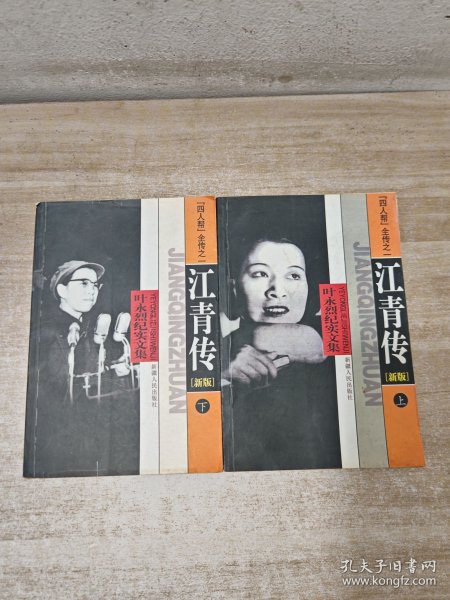 『四人帮』全传之一
江青传
[新版]
下
JIANGQINGZHUAN
叶永烈纪实文集
新疆人民出版社
『四人帮』全传之一
江青传
[新版]
上
JIANGQINGZHUAN
叶永烈纪实文集
新疆人民出版社
孔夫子旧书网
www.kongfz.com